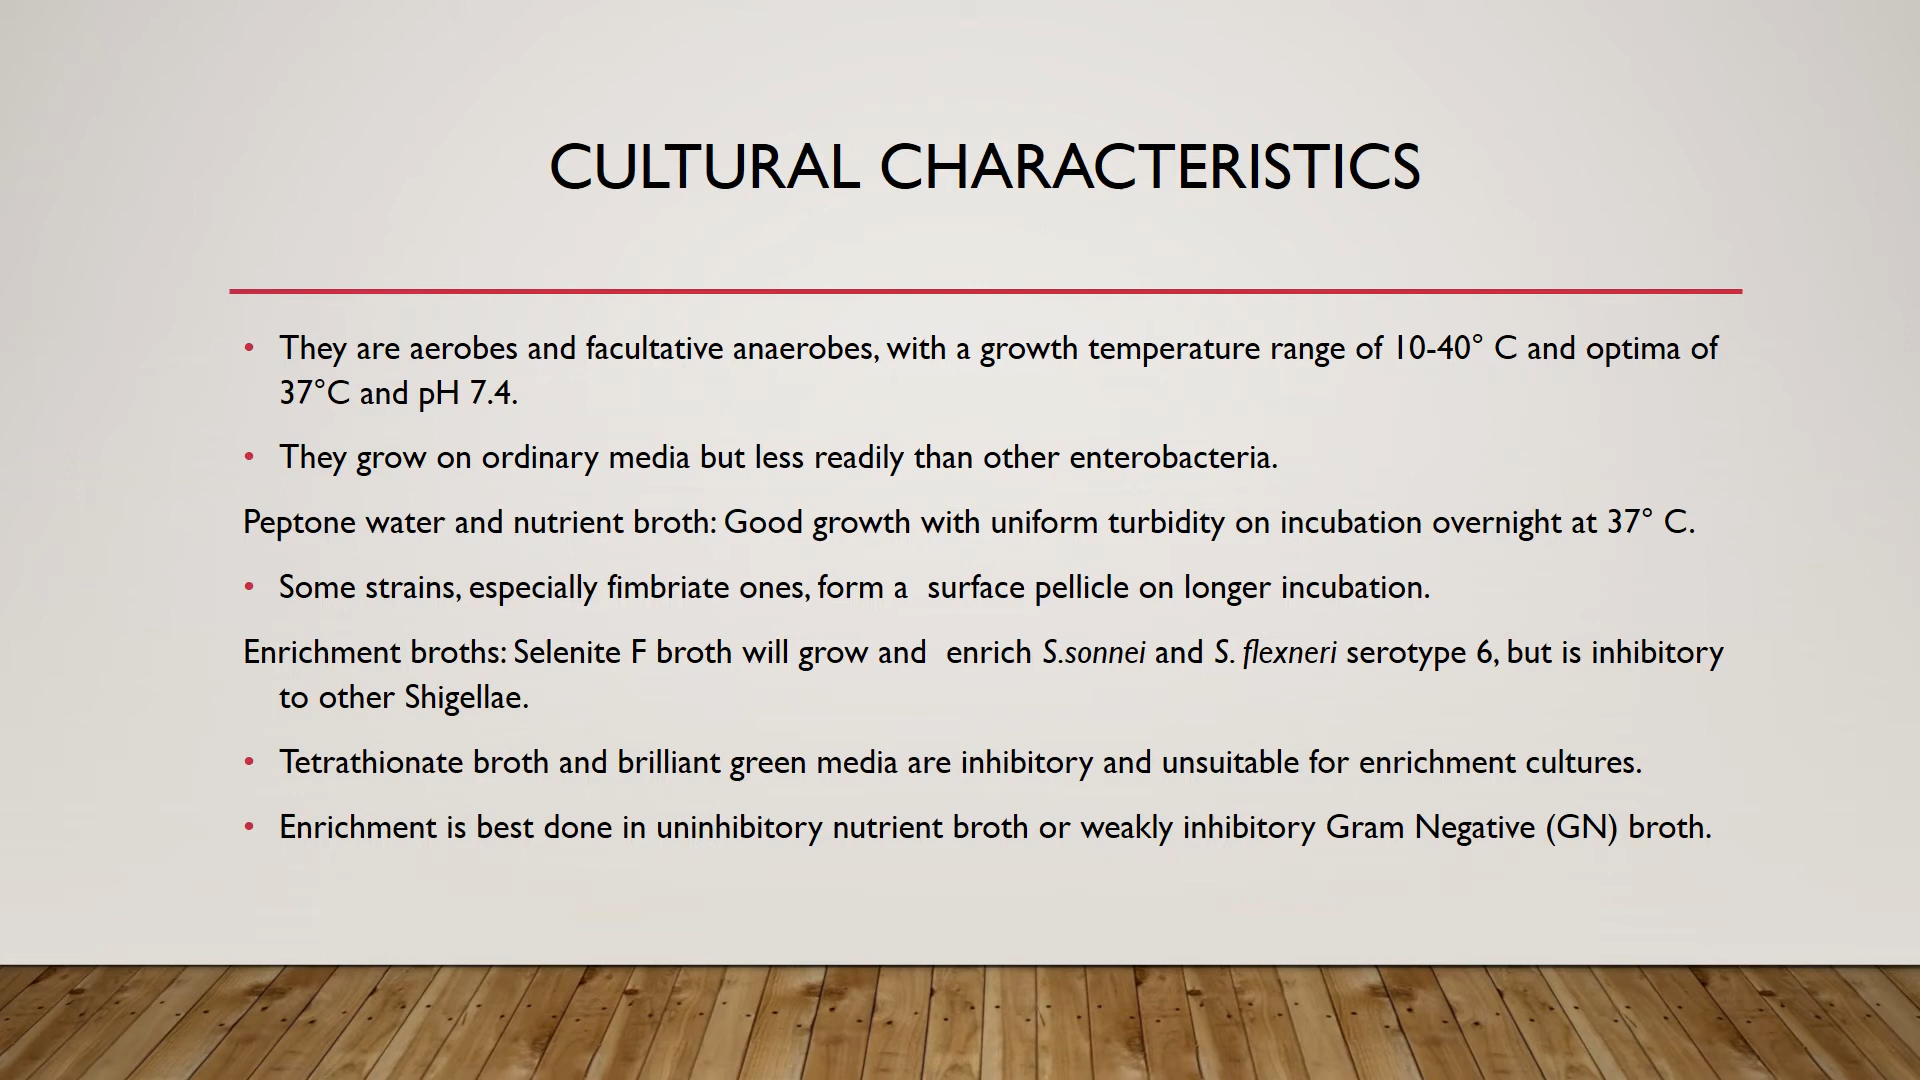 CULTURAL CHARACTERISTICS
• They are aerobes and facultative anaerobes, with a growth temperature range of 10-40° C and optima of
37°C and pH 7.4.
• They grow on ordinary media but less readily than other enterobacteria.
Peptone water and nutrient broth: Good growth with uniform turbidity on incubation overnight at 37° C.
• Some strains, especially fimbriate ones, form a  surface pellicle on longer incubation.
Enrichment broths: Selenite F broth will grow and  enrich S.sonnei and S. flexneri serotype 6, but is inhibitory
to other Shigellae.
• Tetrathionate broth and brilliant green media are inhibitory and unsuitable for enrichment cultures.
• Enrichment is best done in uninhibitory nutrient broth or weakly inhibitory Gram Negative (GN) broth.